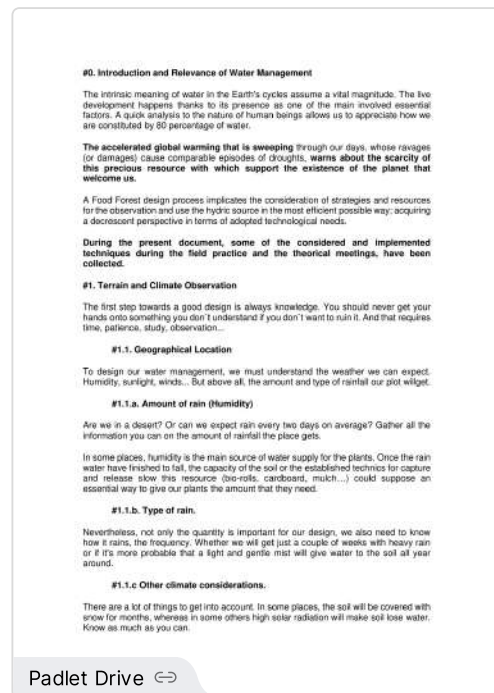 #0. Introduction and Relevance of Water Management
The intrinsic meaning of water in the Earth's cycles assume a vital magnitude. The live
development happens thanks to its presence as one of the main involved essential
factors. A quick analysis to the nature of human beings allows us to appreciate how we
are constituted by 80 percentage of water.
The accelerated global warming that is sweeping through our days, whose ravages
(or damages) cause comparable episodes of droughts, warns about the scarcity of
this precious resource with which support the existence of the planet that
welcome us.
A Food Forest design process implicates the consideration of strategies and resources
for the observation and use the hydric source in the most efficient possible way; acquiring
a decrescent perspective in terms of adopted technological needs.
During the present document, some of the considered and implemented
techniques during the field practice and the theorical meetings, have been
collected.
#1. Terrain and Climate Observation
The first step towards a good design is always knowledge. You should never get your
hands onto something you don´t understand if you don´t want to ruin it. And that requires
time, patience, study, observation...
#1.1. Geographical Location
To design our water management, we must understand the weather we can expect.
Humidity, sunlight, winds... But above all, the amount and type of rainfall our plot willget.
#1.1.a. Amount of rain (Humidity)
Are we in a desert? Or can we expect rain every two days on average? Gather all the
information you can on the amount of rainfall the place gets.
In some places, humidity is the main source of water supply for the plants. Once the rain
water have finished to fall, the capacity of the soil or the established technics for capture
and release slow this resource (bio-rolls, cardboard, mulch...) could suppose an
essential way to give our plants the amount that they need.
#1.1.b. Type of rain.
Nevertheless, not only the quantity is important for our design, we also need to know
how it rains, the frequency. Whether we will get just a couple of weeks with heavy rain
or if it's more probable that a light and gentle mist will give water to the soil all year
around.
#1.1.c Other climate considerations.
There are a lot of things to get into account. In some places, the soil will be covered with
snow for months, whereas in some others high solar radiation will make soil lose water.
Know as much as you can.
Padlet Drive